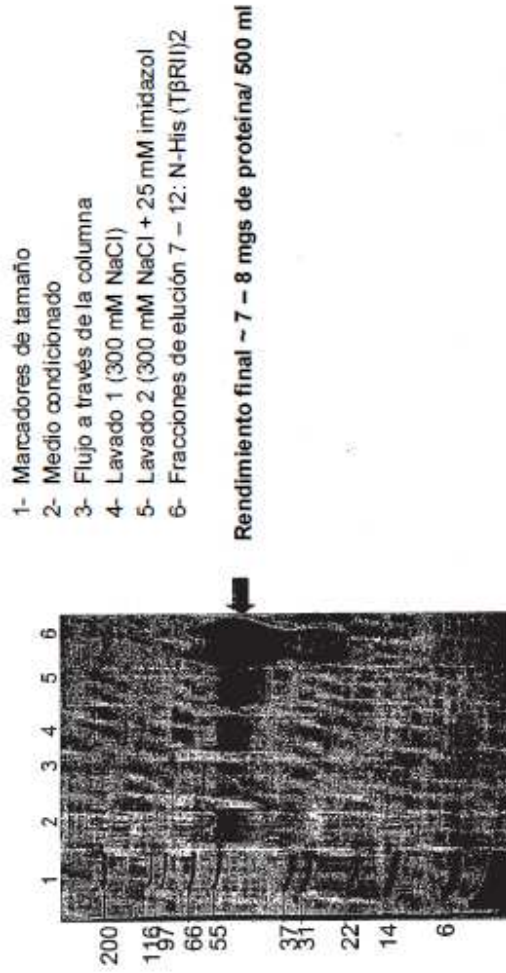 1- Marcadores de tamaño
2- Medio condicionado
3- Flujo a través de la columna
4- Lavado 1 (300 mM NaCl)
5- Lavado 2 (300 mM NaCl + 25 mM imidazol
6- Fracciones de elución 7 – 12: N-His (TβRII)2
Rendimiento final ~ 7 – 8 mgs de proteína/ 500 ml
1 2 3 4 5 6
200
116
97
66
55
37
31
22
14
6